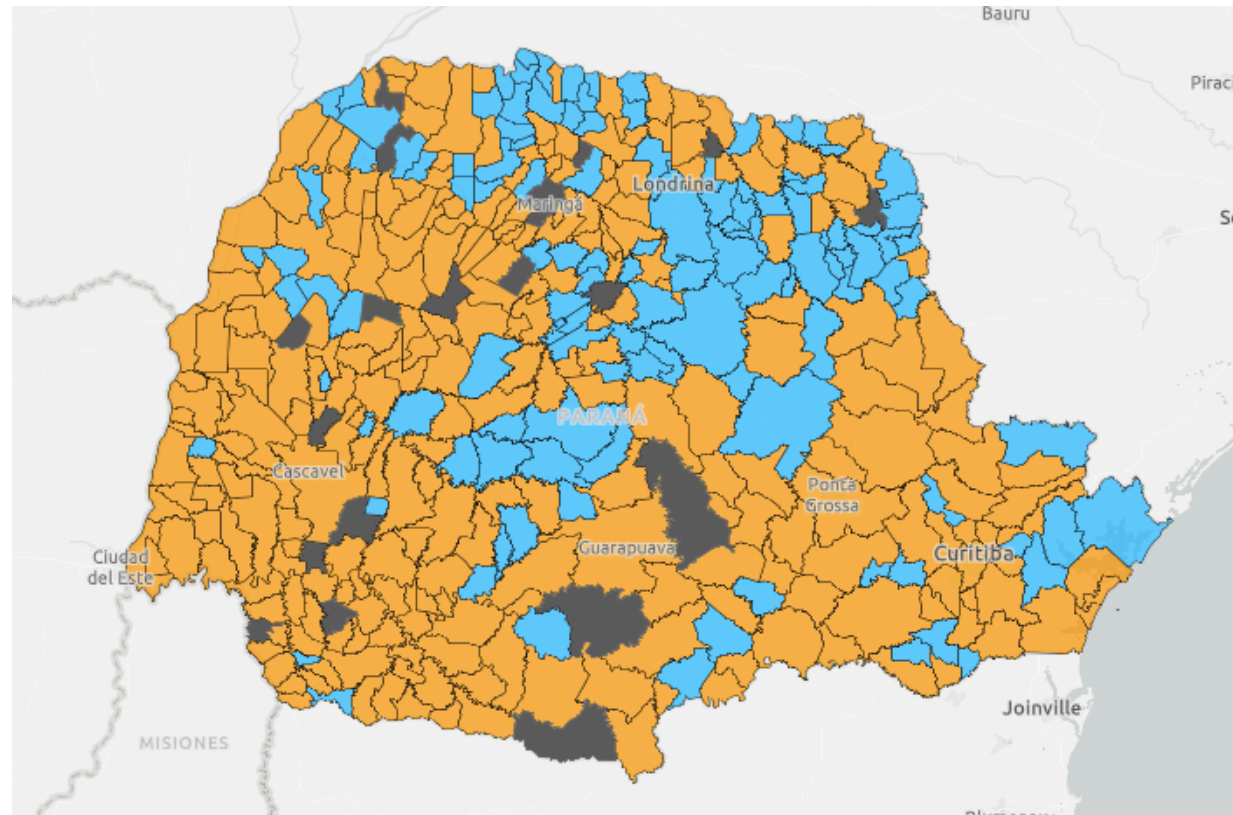 Bauru
Piraci
Londrina
Maringá
PARANÁ
Cascavel
Ponta
Grossa
Guarapuava
Curitiba
Ciudad
del Este
Joinville
MISIONES